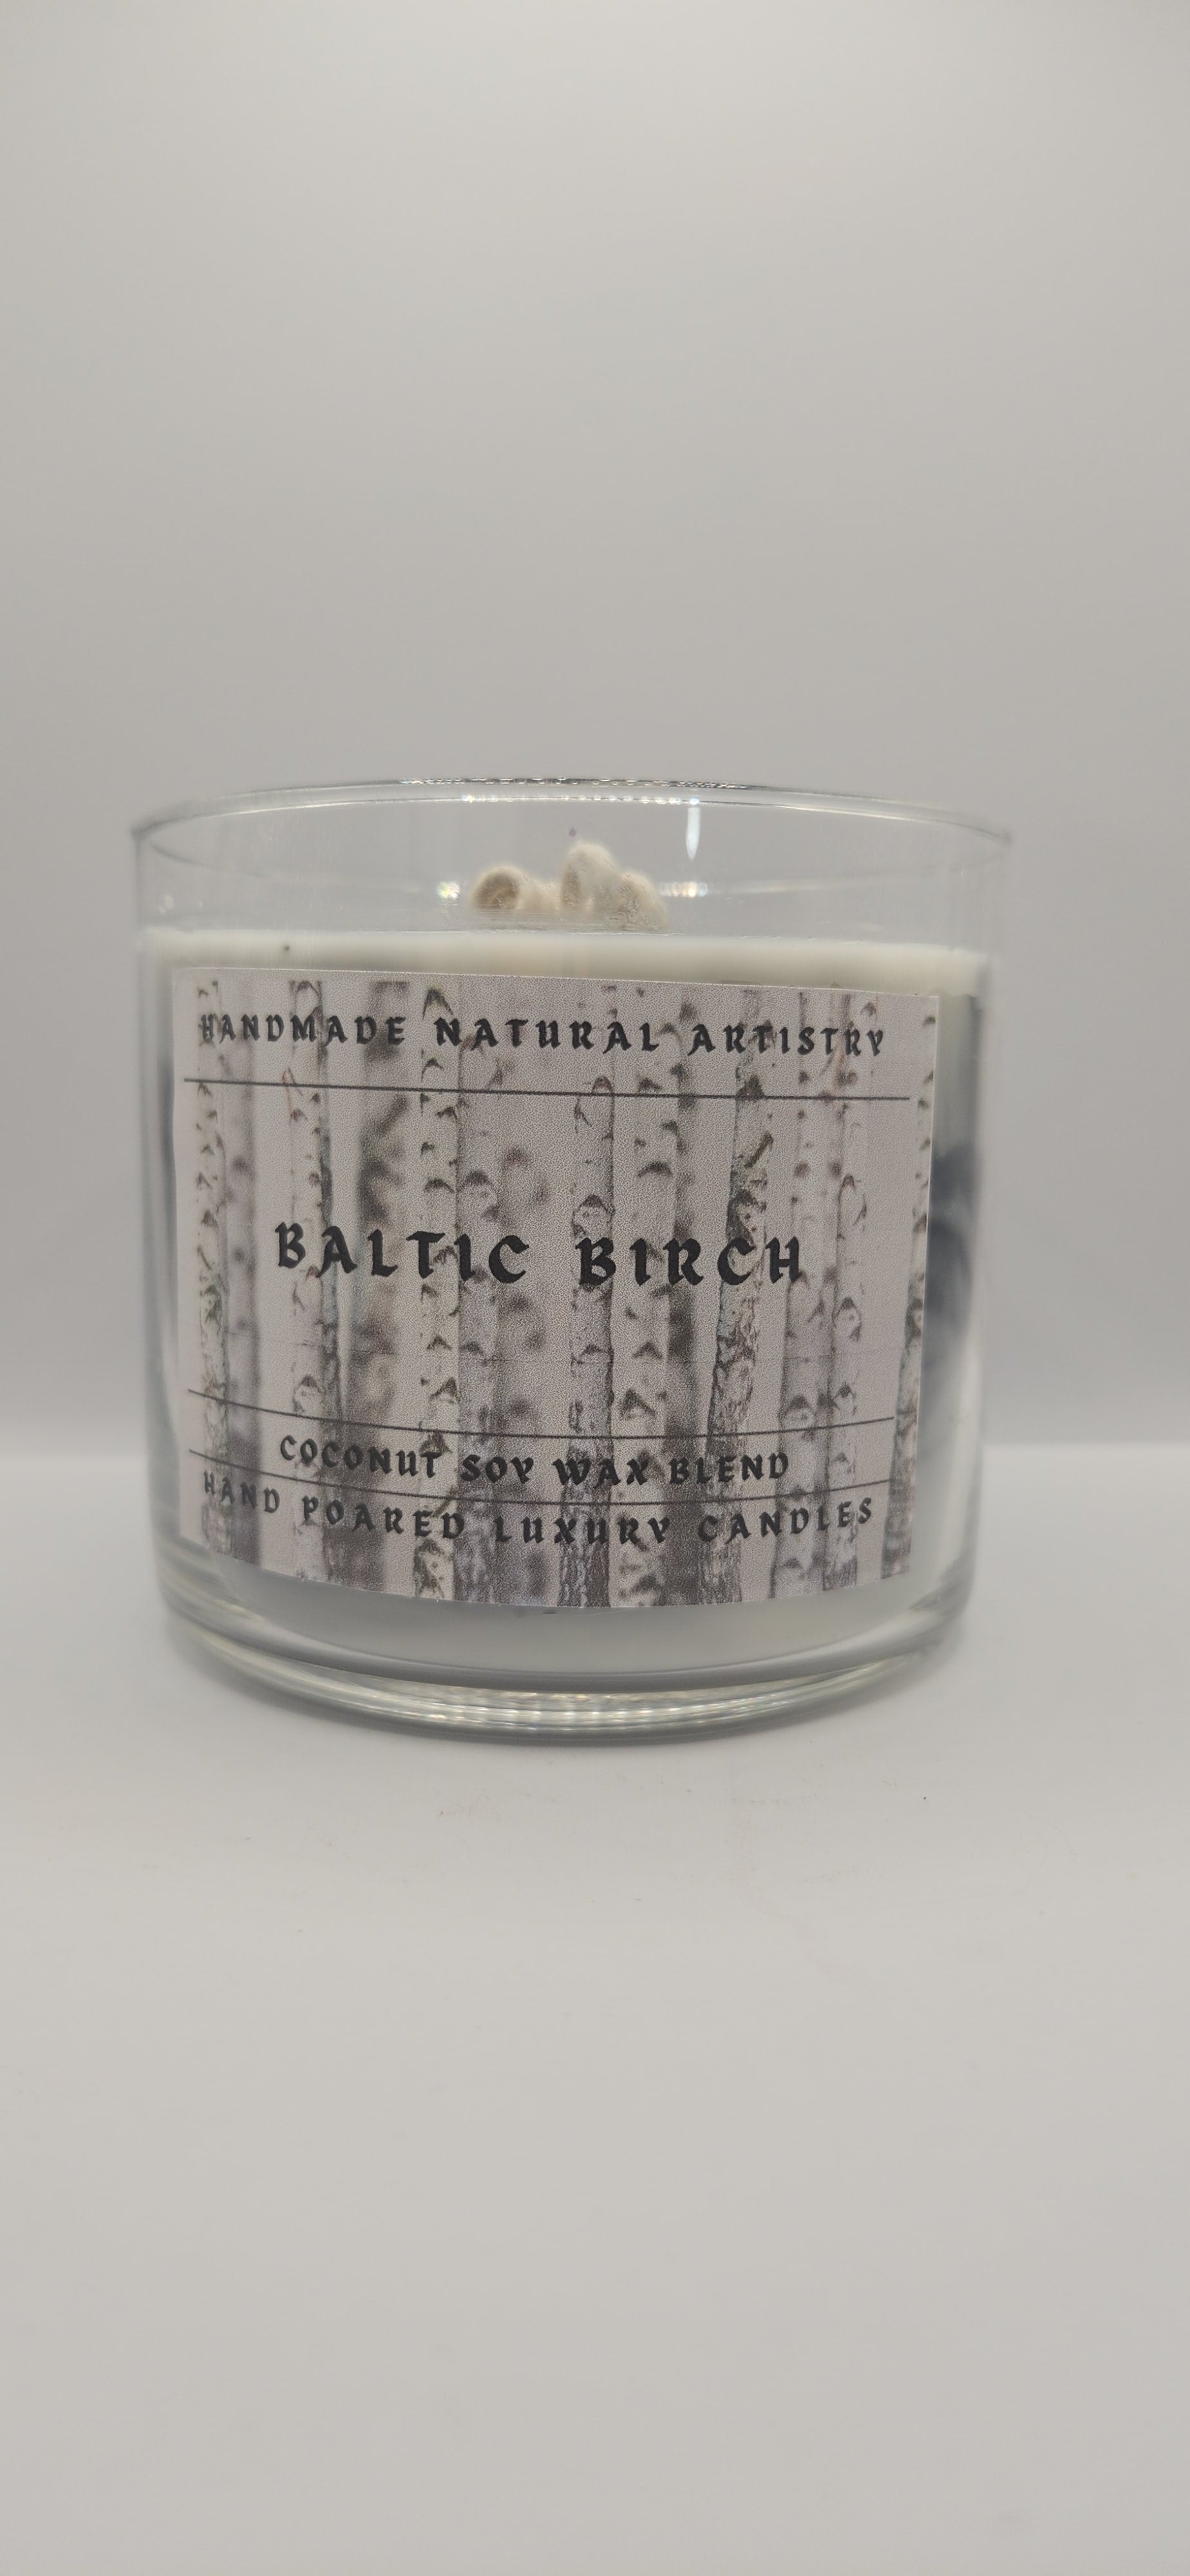 HANDMADE NATURAL ARTISTRY
BALTIC BIRCH
COCONUT SOY WAX BLEND
HAND POARED LUXURY CANDLES